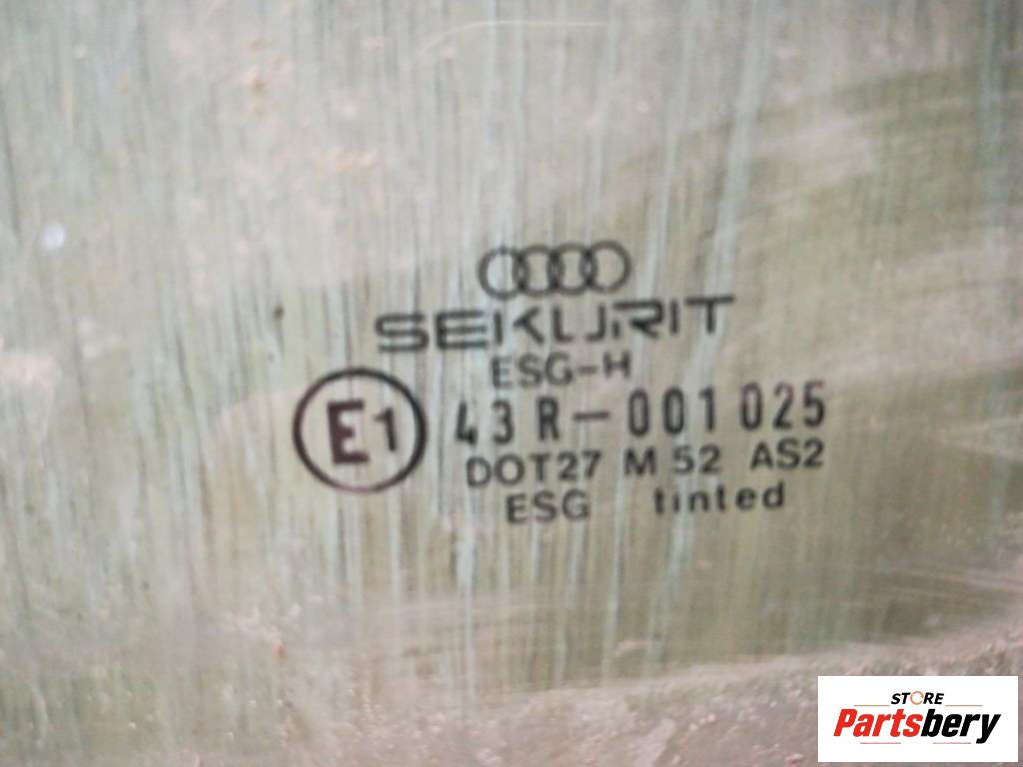 SEKURIT
ESG-H
E1 43R-001025
DOT27 M52 AS2
ESG tinted
STORE
Partsbery